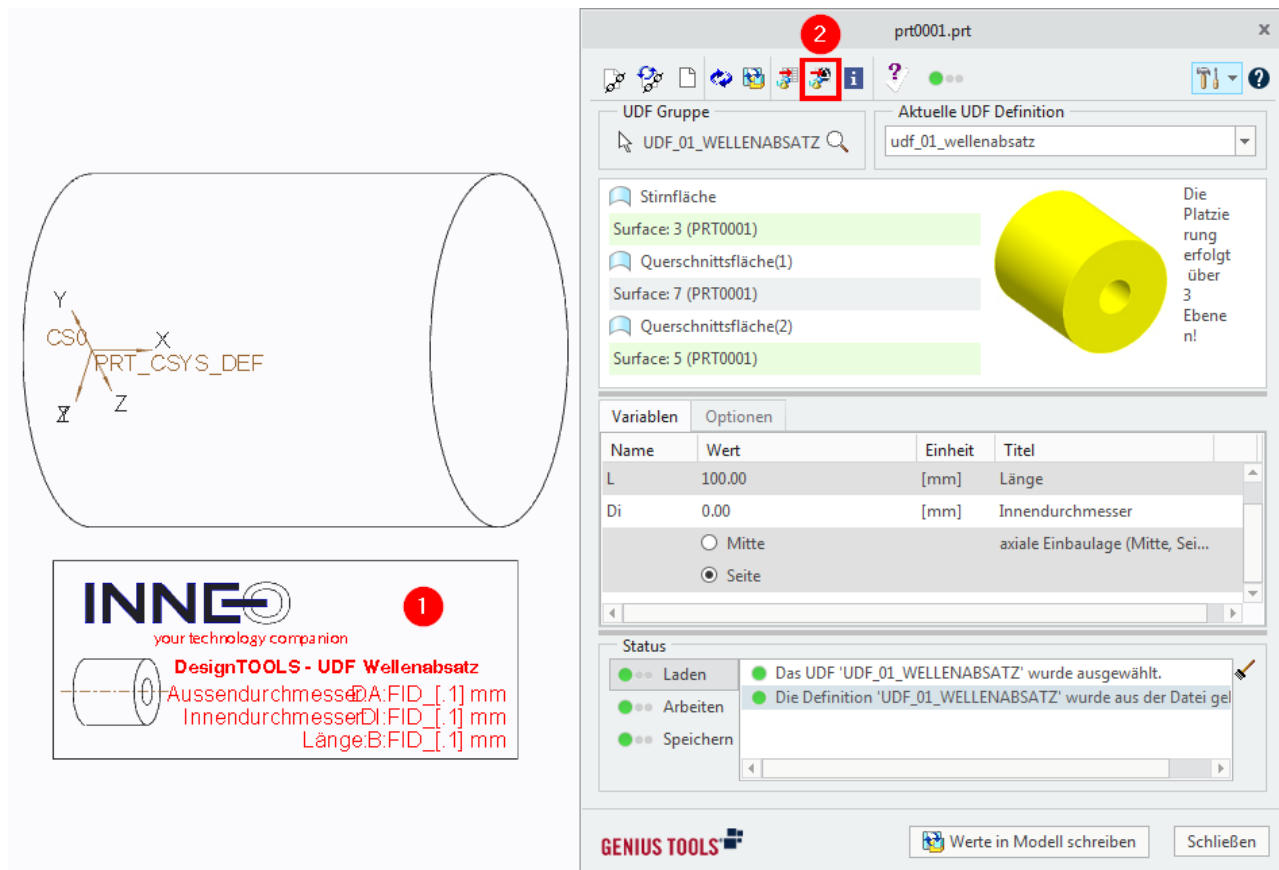 Y
CS0
X
PRT_CSYS_DEF
Z
INNEO
1
your technology companion
DesignTOOLS - UDF Wellenabsatz
Aussendurchmesser DA:FID_[.1] mm
InnendurchmesserDI:FID_[.1] mm
Länge:B:FID_[.1] mm
2
prt0001.prt
UDF Gruppe
Aktuelle UDF Definition
UDF_01_WELLENABSATZ
udf_01_wellenabsatz
Stirnfläche
Surface: 3 (PRT0001)
Querschnittsfläche(1)
Surface: 7 (PRT0001)
Querschnittsfläche(2)
Surface: 5 (PRT0001)
Die
Platzie
rung
erfolgt
über
3
Ebene
n!
Variablen Optionen
Name Wert Einheit Titel
L 100.00 [mm] Länge
Di 0.00 [mm] Innendurchmesser
Mitte axiale Einbaulage (Mitte, Sei...
Seite
Status
Laden
Arbeiten
Speichern
Das UDF 'UDF_01_WELLENABSATZ' wurde ausgewählt.
Die Definition 'UDF_01_WELLENABSATZ' wurde aus der Datei gel
GENIUS TOOLS
Werte in Modell schreiben
Schließen